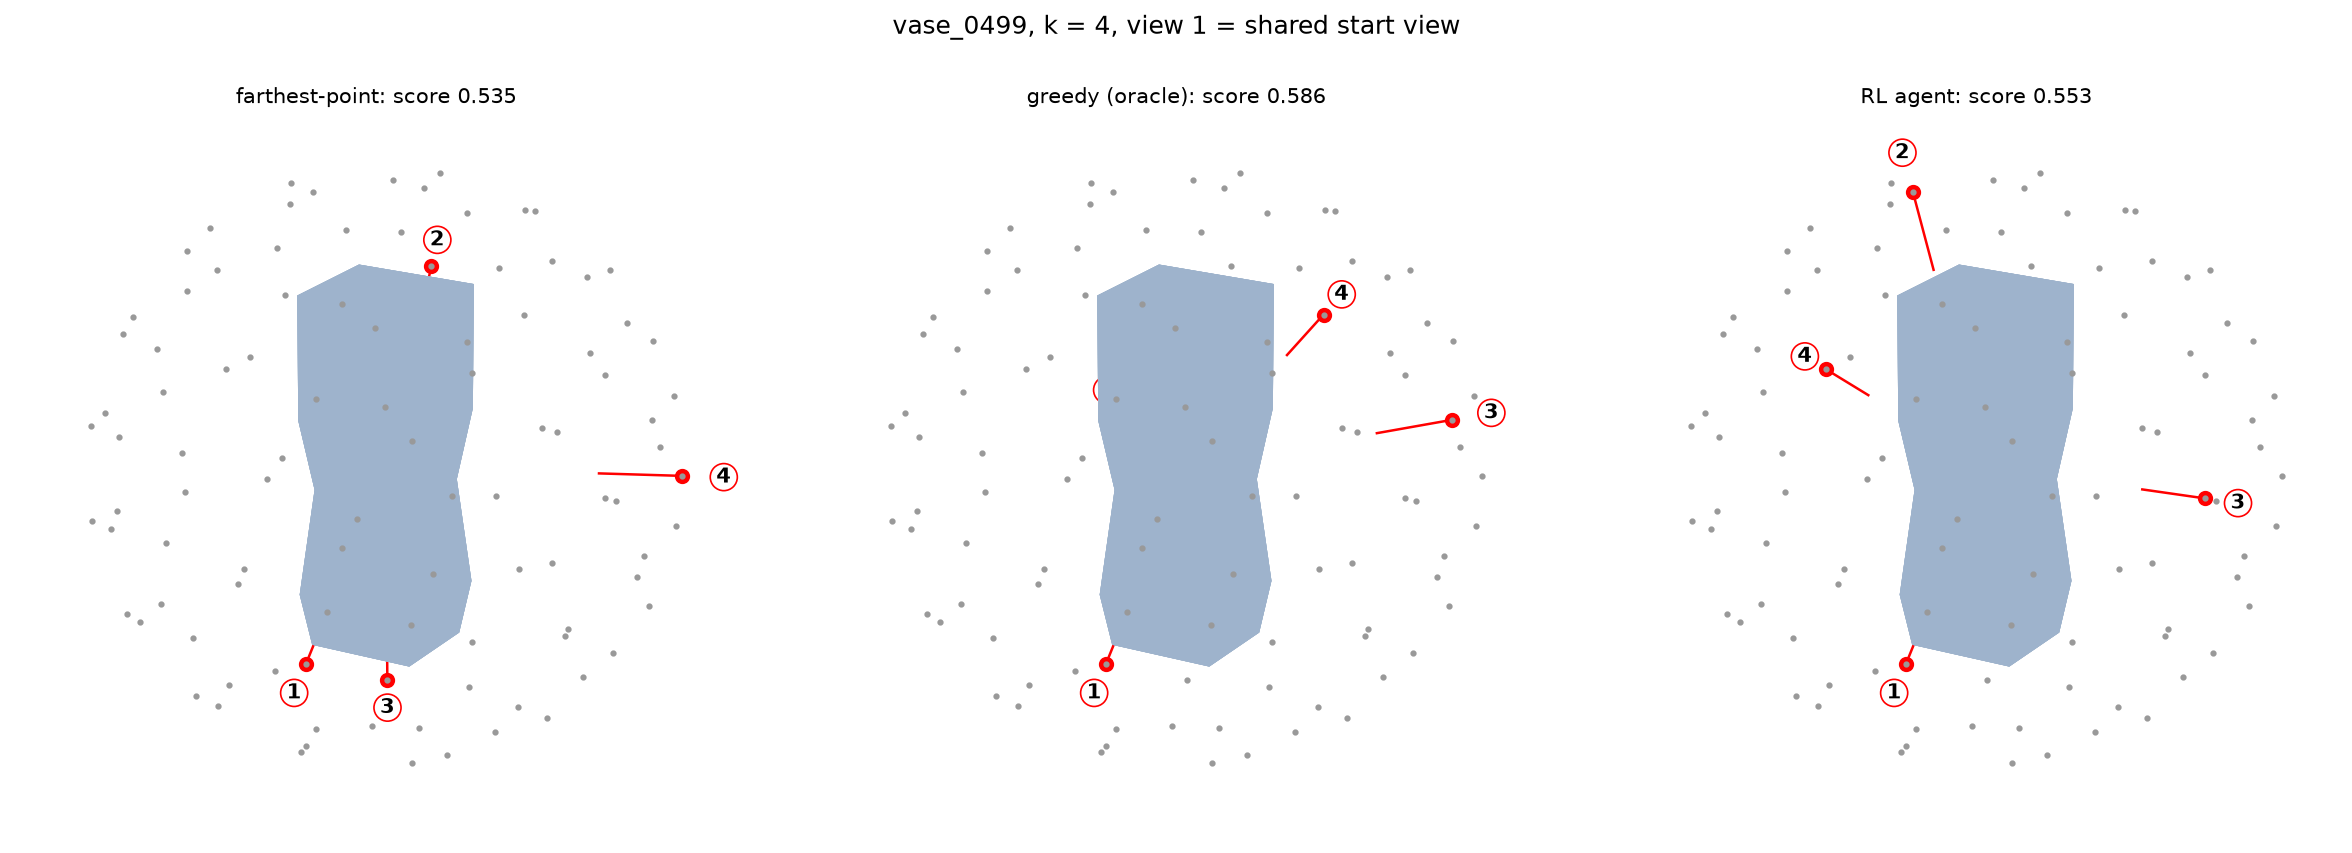 vase_0499, k = 4, view 1 = shared start view
farthest-point: score 0.535
2
4
1
3
greedy (oracle): score 0.586
4
3
1
RL agent: score 0.553
2
4
3
1